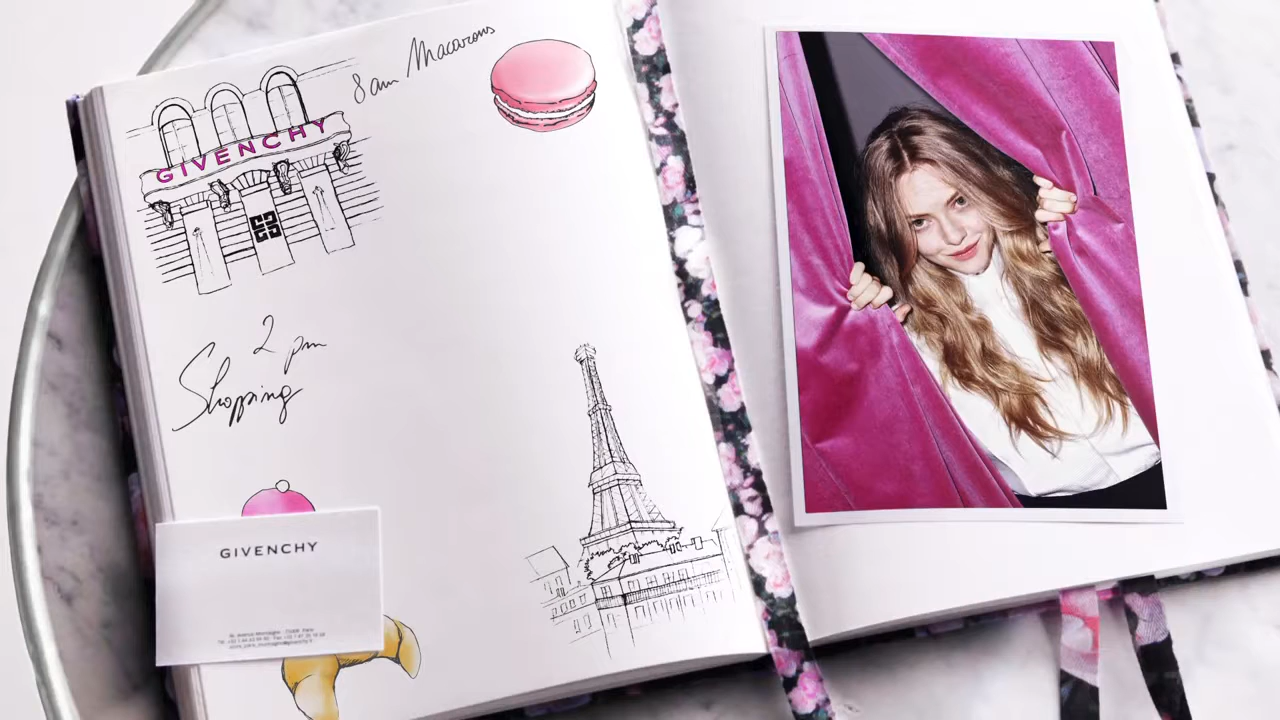 8 am Macarons
GIVENCHY
2 pm
Shopping
GIVENCHY